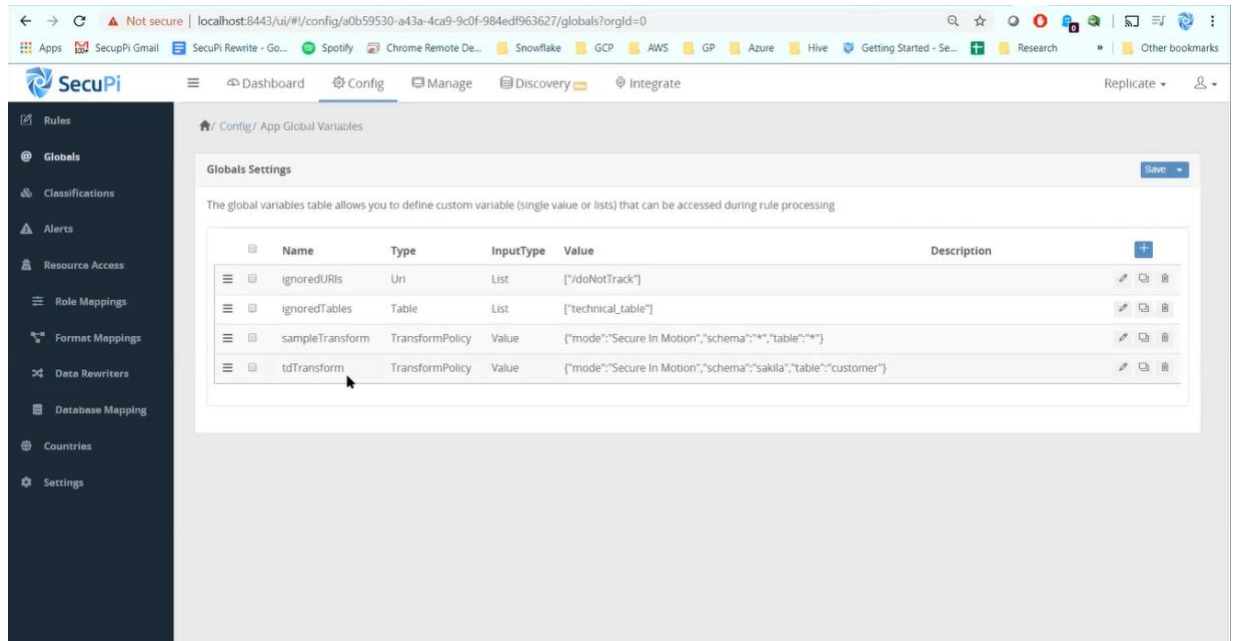 Not secure | localhost:8443/ui/#!/config/a0b59530-a43a-4ca9-9c0f-984edf963627/globals?orgId=0
Apps SecupPi Gmail SecuPi Rewrite - Go... Spotify Chrome Remote De... Snowflake GCP AWS GP Azure Hive Getting Started - Se... Research » Other bookmarks
SecuPi Dashboard Config Manage Discovery Integrate Replicate
Rules
/ Config / App Global Variables
Globals
Globals Settings Save
Classifications
The global variables table allows you to define custom variable (single value or lists) that can be accessed during rule processing
Alerts
Name Type InputType Value Description +
Resource Access
ignoredURIs Uri List ["/doNotTrack"]
Role Mappings
ignoredTables Table List ["technical_table"]
Format Mappings
sampleTransform TransformPolicy Value {"mode":"Secure In Motion","schema":"*","table":"*"}
Data Rewriters
tdTransform TransformPolicy Value {"mode":"Secure In Motion","schema":"sakila","table":"customer"}
Database Mapping
Countries
Settings